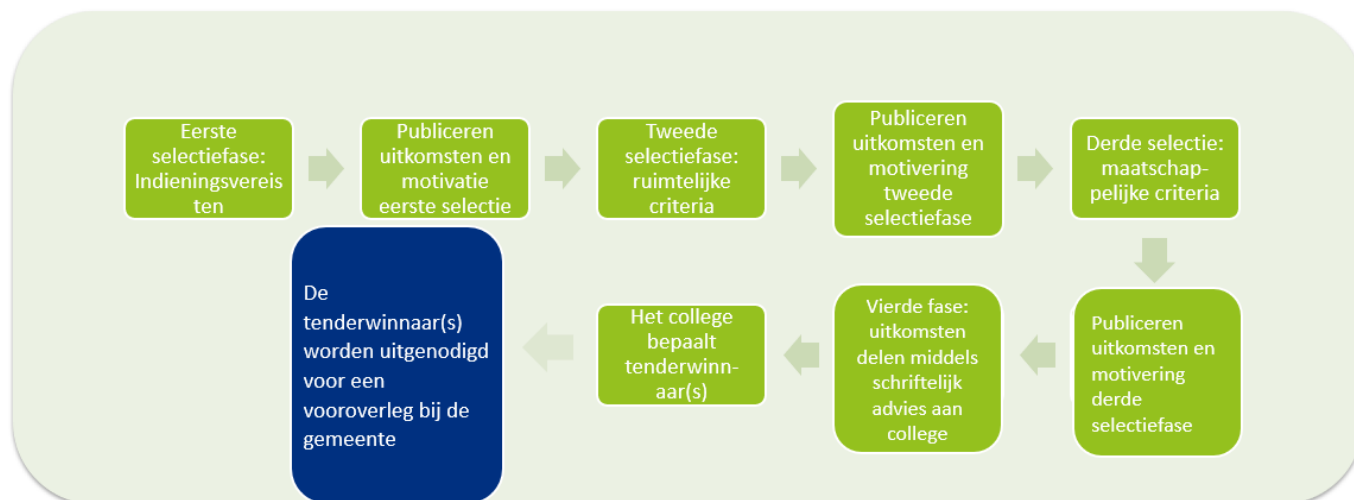 Eerste
selectiefase:
Indieningsvereis
ten
Publiceren
uitkomsten en
motivatie
eerste selectie
Tweede
selectiefase:
ruimtelijke
criteria
Publiceren
uitkomsten en
motivering
tweede
selectiefase
Derde selectie:
maatschap-
pelijke criteria
Publiceren
uitkomsten en
motivering
derde
selectiefase
Vierde fase:
uitkomsten
delen middels
schriftelijk
advies aan
college
Het college
bepaalt
tenderwinn-
aar(s)
De
tenderwinnaar(s)
worden uitgenodigd
voor een
vooroverleg bij de
gemeente